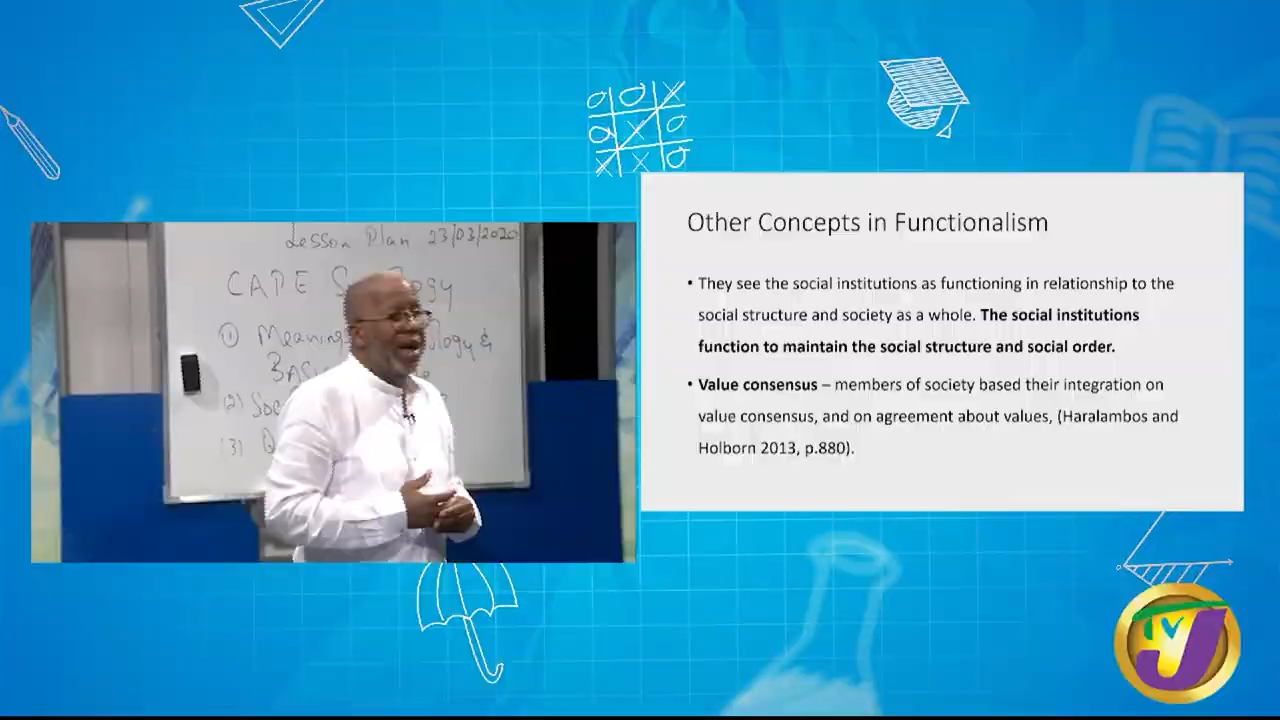 Lesson Plan 23/03/2020
CAPE
(1) Meaning &
(2)
(3)
Other Concepts in Functionalism
• They see the social institutions as functioning in relationship to the
social structure and society as a whole. The social institutions
function to maintain the social structure and social order.
• Value consensus – members of society based their integration on
value consensus, and on agreement about values, (Haralambos and
Holborn 2013, p.880).
TVJ